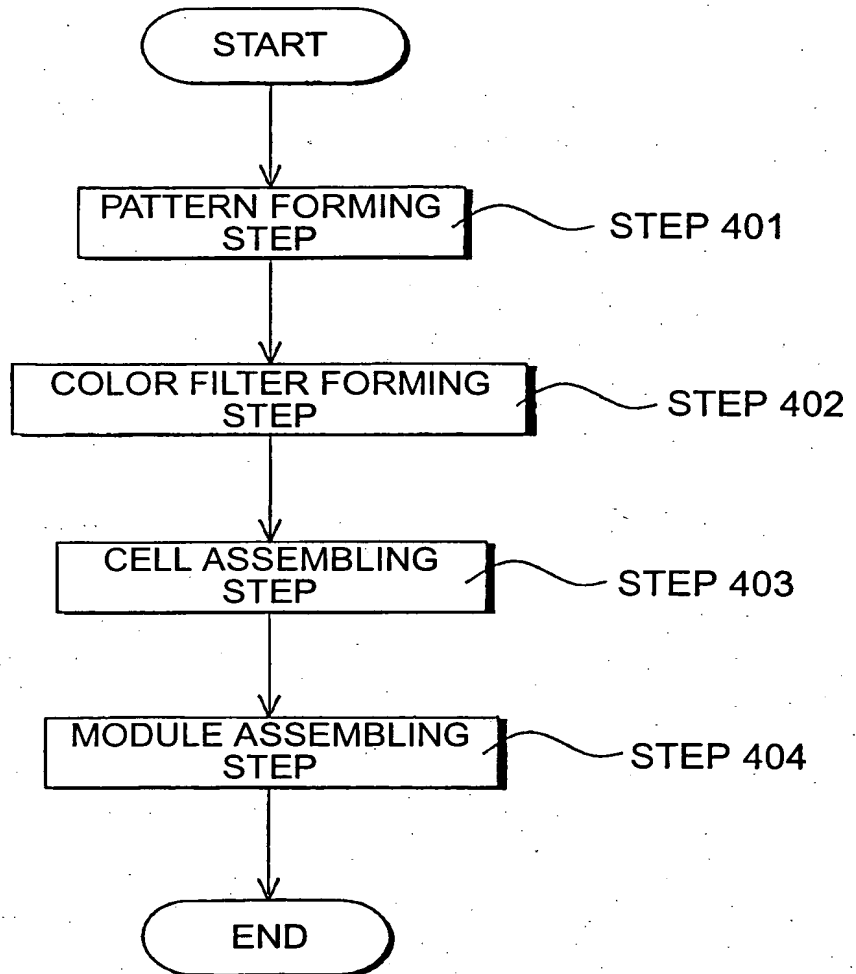 START
PATTERN FORMING
STEP
STEP 401
COLOR FILTER FORMING
STEP
STEP 402
CELL ASSEMBLING
STEP
STEP 403
MODULE ASSEMBLING
STEP
STEP 404
END